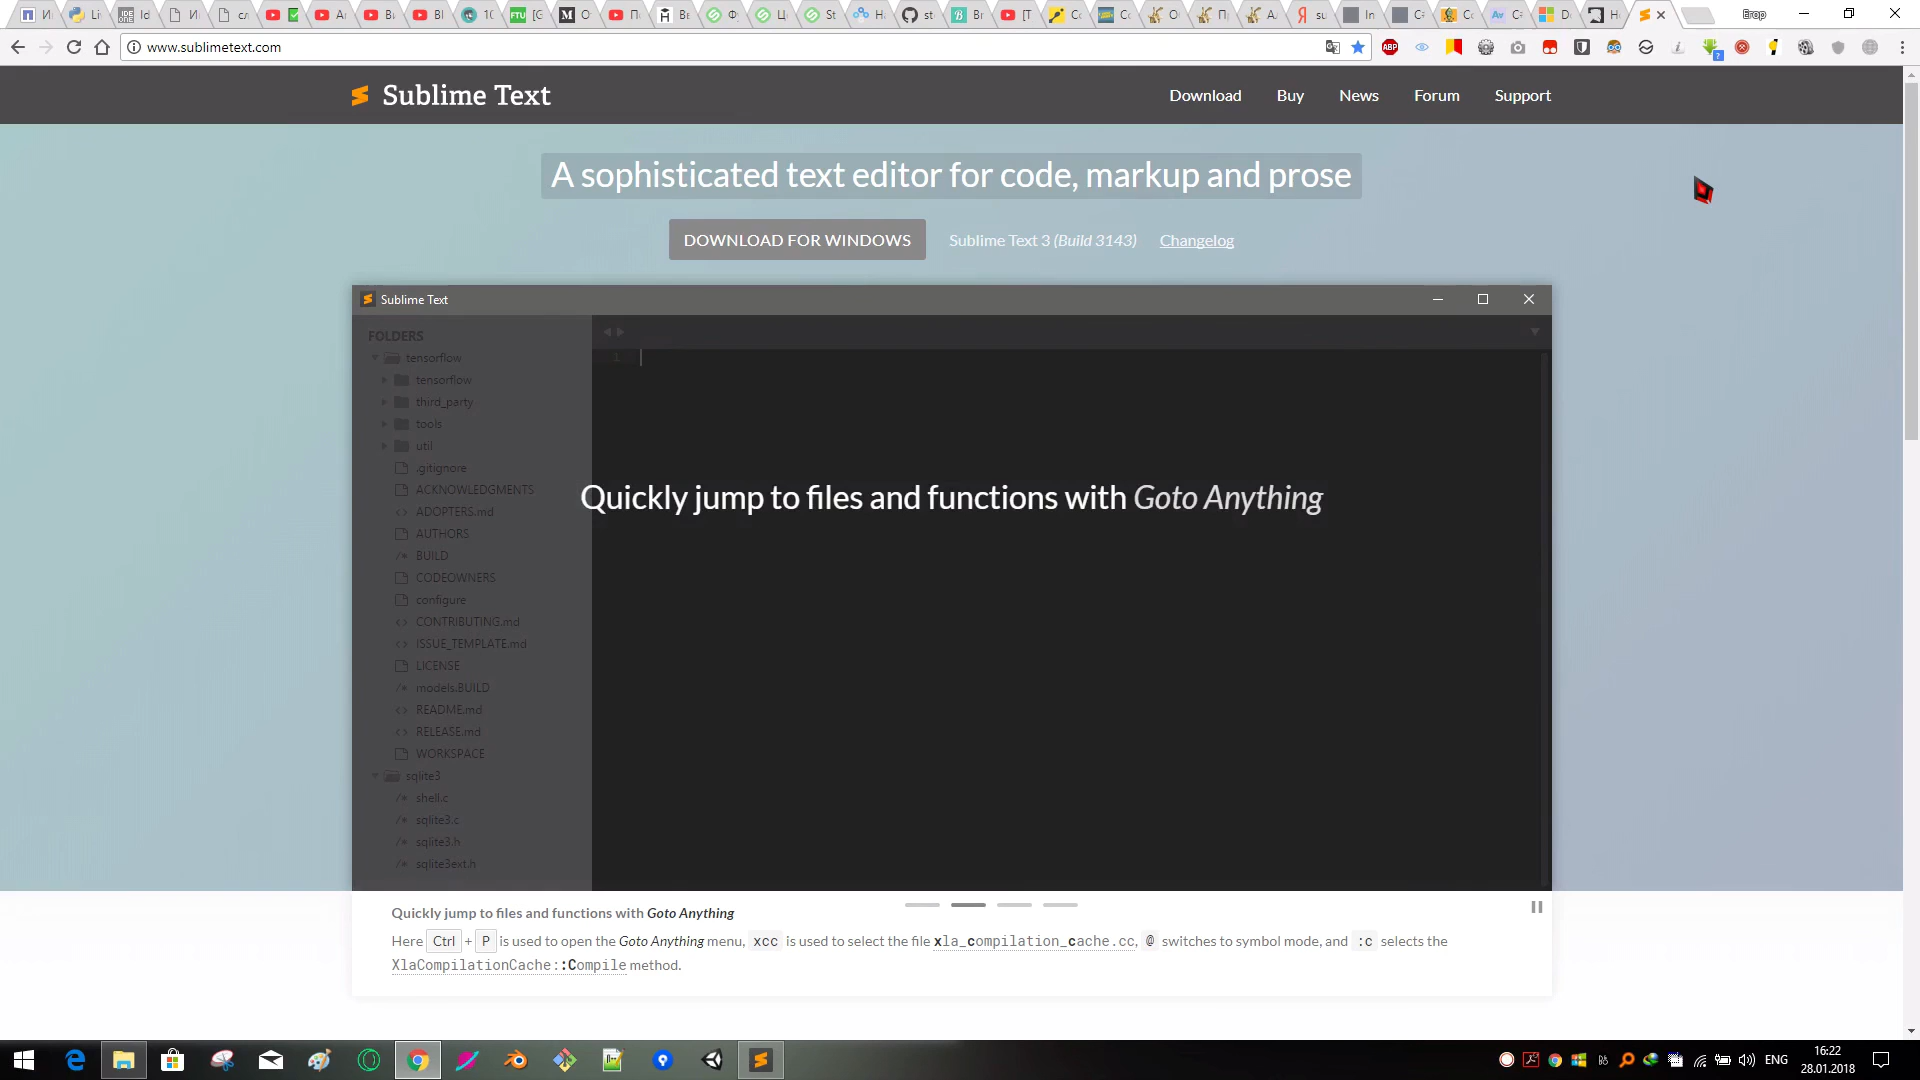 Егор
www.sublimetext.com
Sublime Text
Download
Buy
News
Forum
Support
A sophisticated text editor for code, markup and prose
DOWNLOAD FOR WINDOWS
Sublime Text 3 (Build 3143)
Changelog
Sublime Text
FOLDERS
tensorflow
tensorflow
third_party
tools
util
.gitignore
ACKNOWLEDGMENTS
ADOPTERS.md
AUTHORS
BUILD
CODEOWNERS
configure
CONTRIBUTING.md
ISSUE_TEMPLATE.md
LICENSE
models.BUILD
README.md
RELEASE.md
WORKSPACE
sqlite3
shell.c
sqlite3.c
sqlite3.h
sqlite3ext.h
1
Quickly jump to files and functions with Goto Anything
Quickly jump to files and functions with Goto Anything
Here Ctrl + P is used to open the Goto Anything menu, xcc is used to select the file xla_compilation_cache.cc, @ switches to symbol mode, and :c selects the
XlaCompilationCache::Compile method.
ENG
16:22
28.01.2018